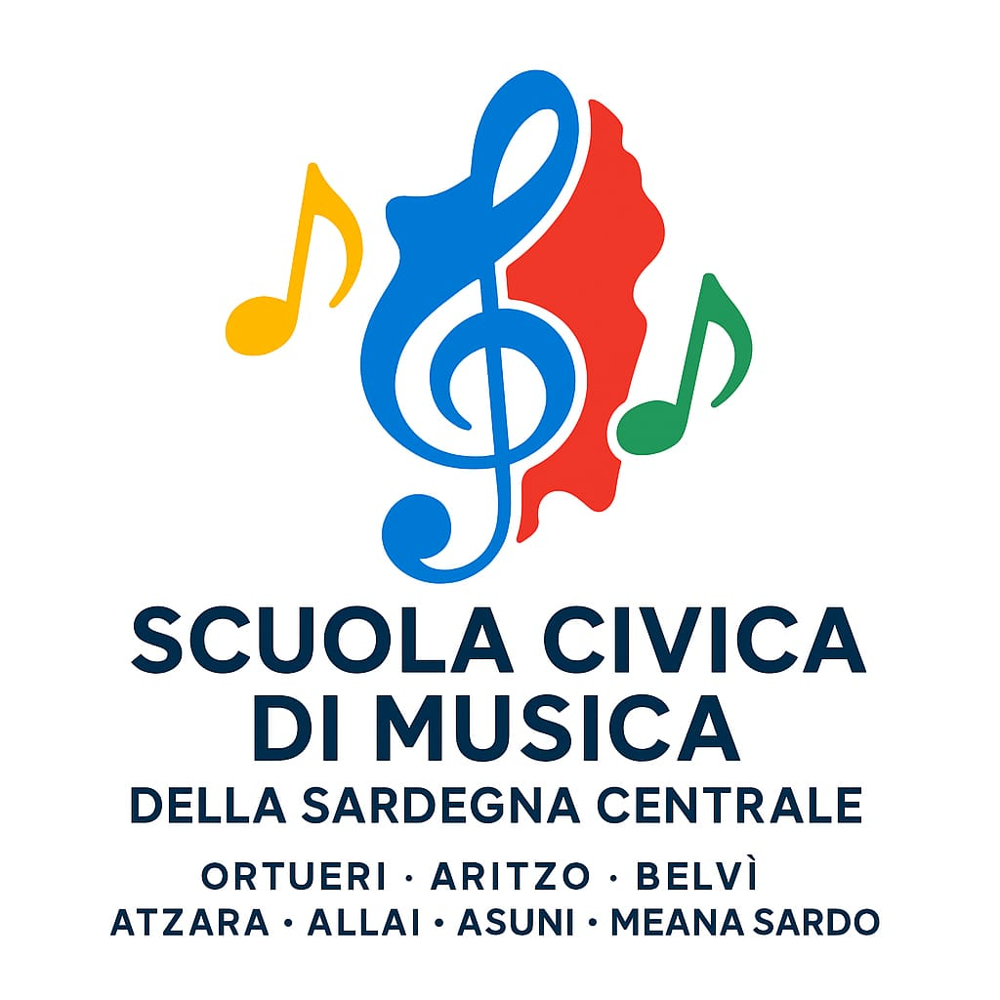 SCUOLA CIVICA
DI MUSICA
DELLA SARDEGNA CENTRALE
ORTUERI · ARITZO · BELVÌ
ATZARA • ALLAI • ASUNI • MEANA SARDO